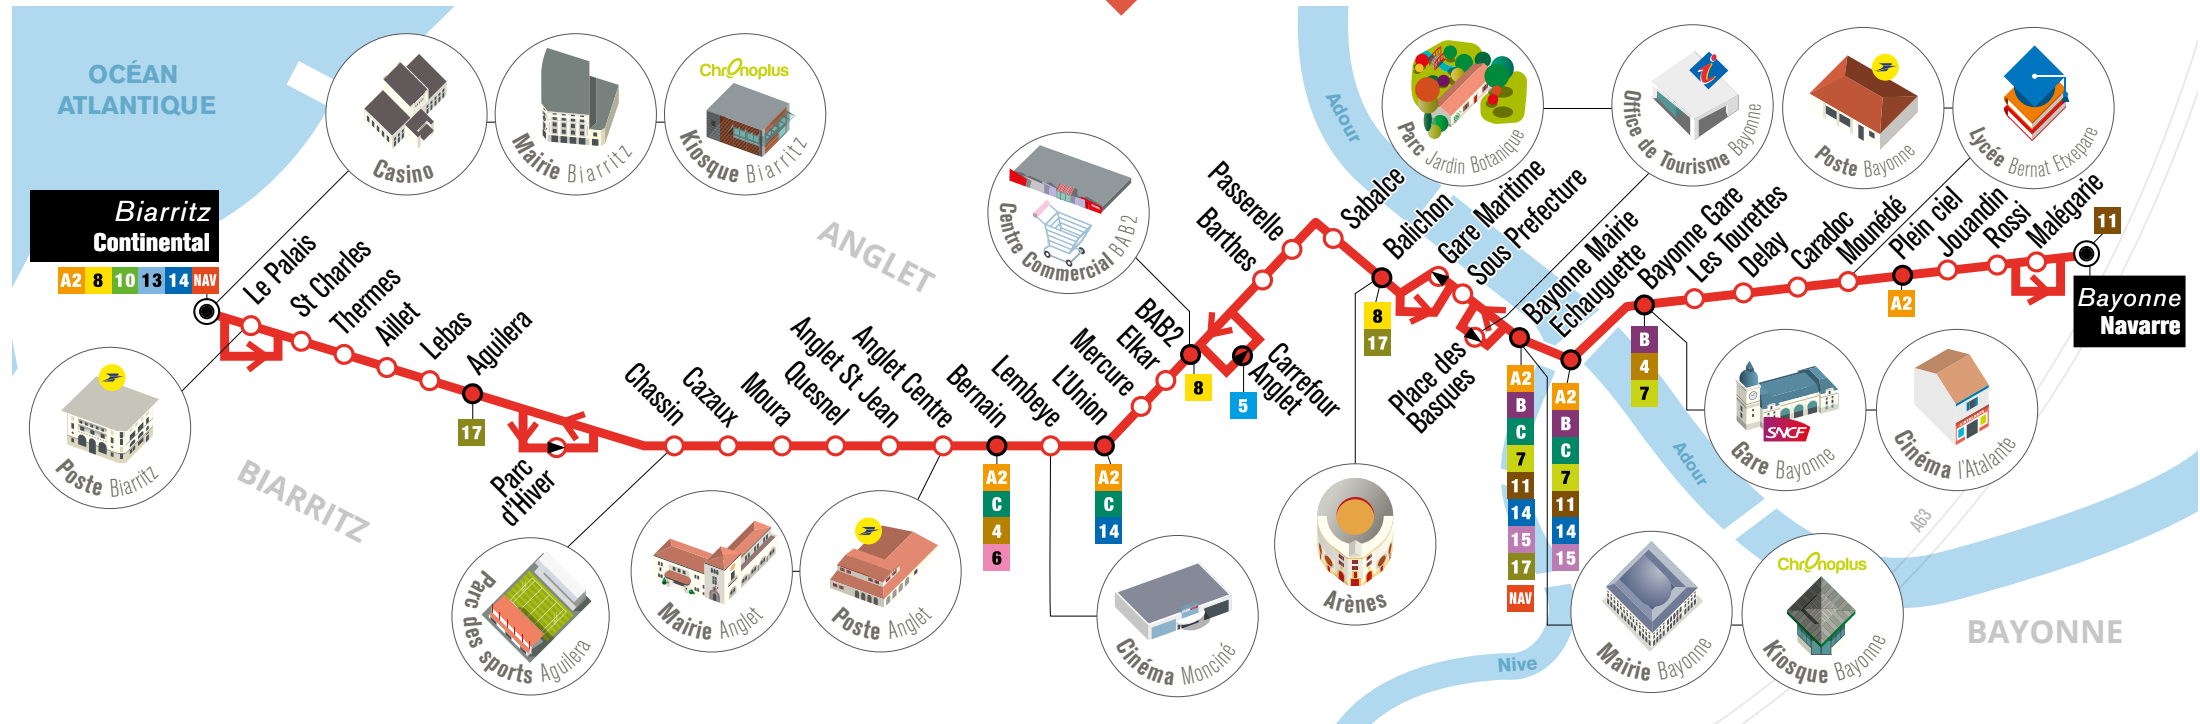 OCÉAN
ATLANTIQUE
Casino
Mairie Biarritz
Chronoplus
Kiosque Biarritz
Biarritz
Continental
A2 8 10 13 14 NAV
Poste Biarritz
BIARRITZ
Le Palais
St Charles
Thermes
Aillet
Lebas
Aguilera
17
Parc
d'Hiver
Parc des sports Aguilera
Chassin
Cazaux
Moura
Quesnel
Anglet St Jean
Anglet Centre
Bernain
A2
C
4
6
Lembeye
L'Union
A2
C
14
Mairie Anglet
Poste Anglet
Cinéma Monciné
ANGLET
Mercure
Elkar
BAB2
8
Centre Commercial BAB2
Carrefour
Anglet
5
Barthes
Passerelle
Sabalce
Balichon
8
17
Arènes
Gare Maritime
Sous Prefecture
Place des
Basques
Adour
Parc Jardin Botanique
Office de Tourisme Bayonne
Bayonne Mairie
A2
B
C
7
11
14
15
17
NAV
Echauguette
A2
B
C
7
11
14
15
Mairie Bayonne
Chronoplus
Kiosque Bayonne
Nive
Bayonne Gare
B
4
7
SNCF
Gare Bayonne
Cinéma l'Atalante
Adour
Les Tourettes
Delay
Caradoc
Mounédé
Poste Bayonne
Lycée Bernat Etxepare
Plein ciel
A2
Jouandin
Rossi
Malégarie
11
Bayonne
Navarre
A63
BAYONNE